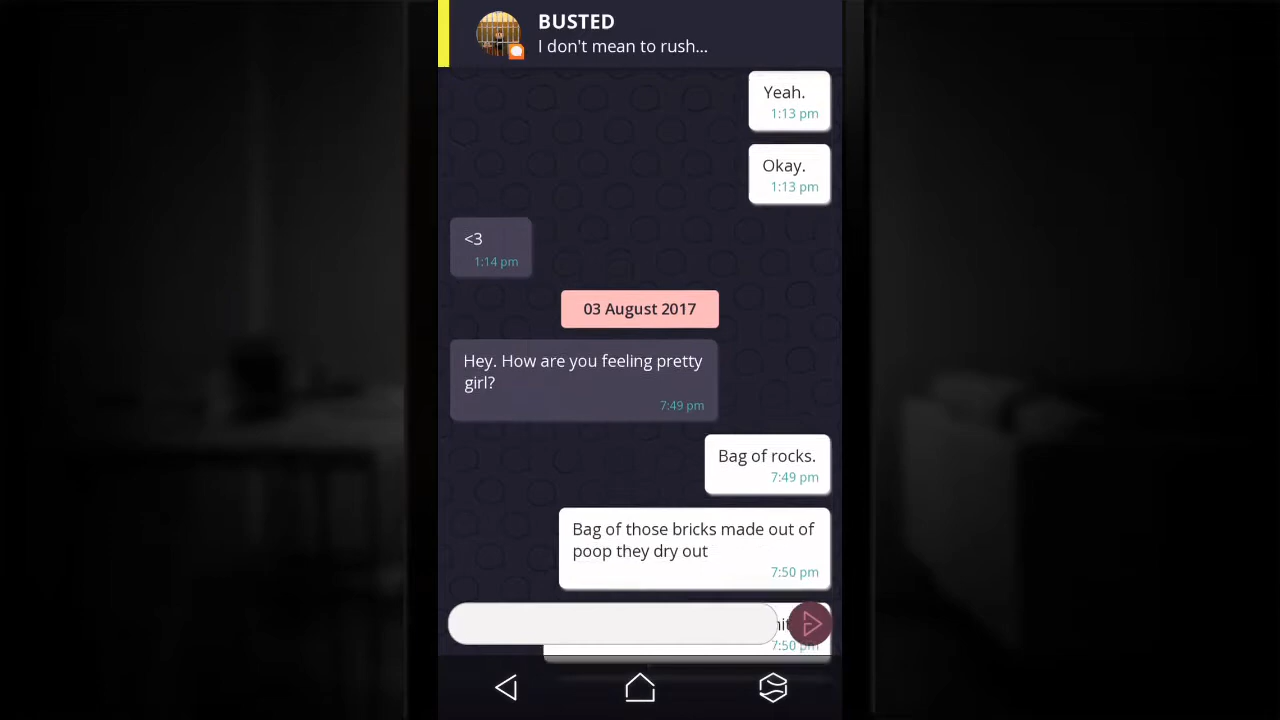 BUSTED
I don't mean to rush...
Yeah.
1:13 pm
Okay.
1:13 pm
<3
1:14 pm
03 August 2017
Hey. How are you feeling pretty
girl?
7:49 pm
Bag of rocks.
7:49 pm
Bag of those bricks made out of
poop they dry out
7:50 pm
7:50 pm